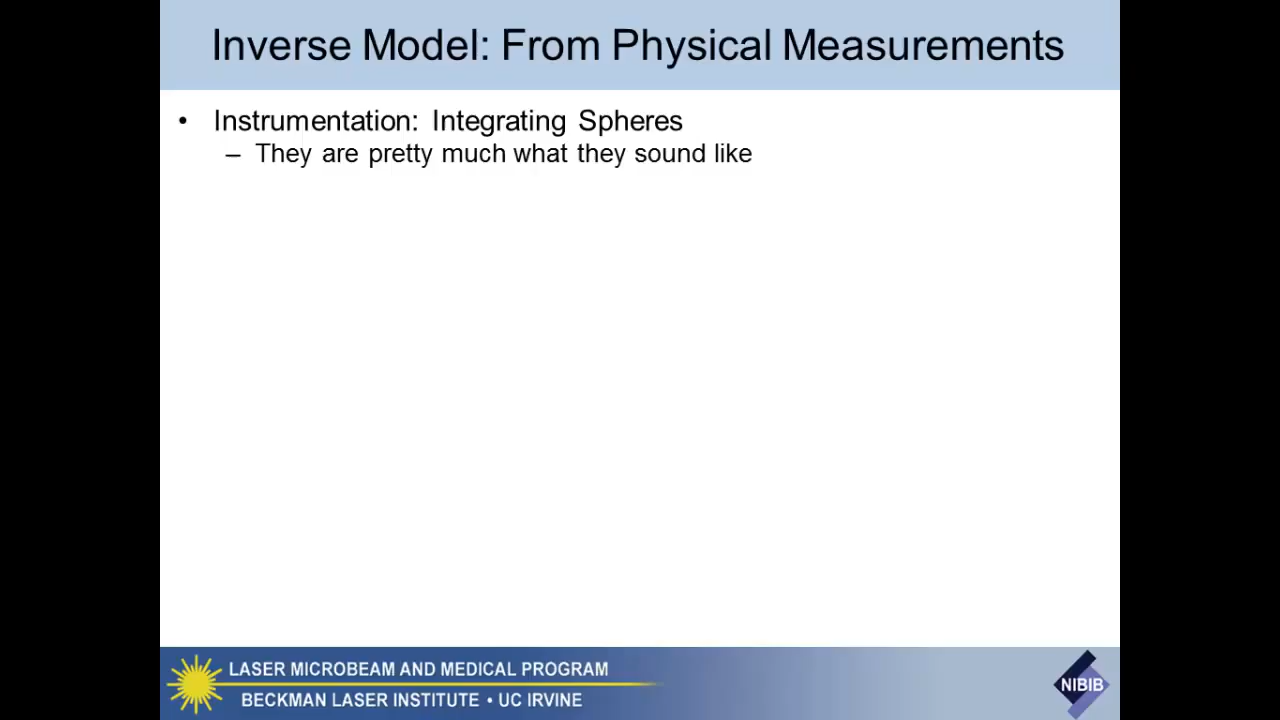 Inverse Model: From Physical Measurements
• Instrumentation: Integrating Spheres
– They are pretty much what they sound like
LASER MICROBEAM AND MEDICAL PROGRAM
BECKMAN LASER INSTITUTE • UC IRVINE
NIBIB